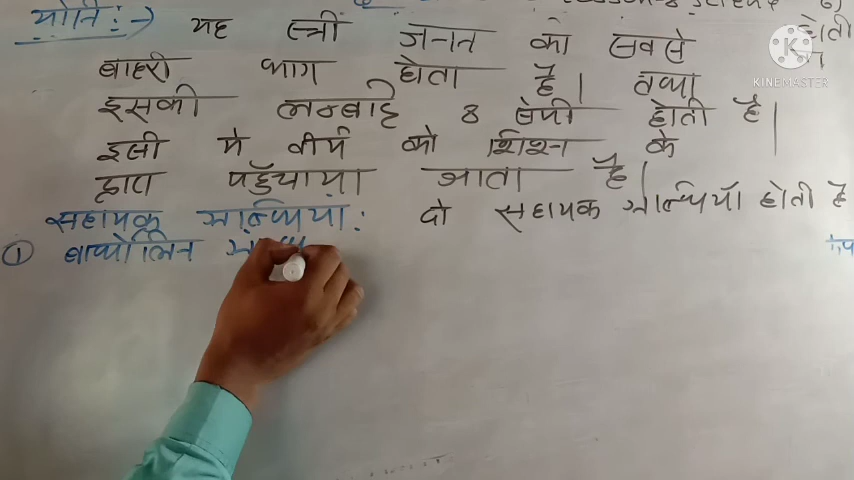 योनि :-> यह स्त्री जनन को सबसे
बाहरी भाग होता है। तथा
इसकी लम्बाई 8 सेमी होती है।
इसी मे वीर्य को शिश्न के
द्वारा पहुँचाया जाता है।
सहायक ग्रन्थियाँ: दो सहायक ग्रन्थियाँ होती है
① बार्थोलिन
होती
KINEMASTER